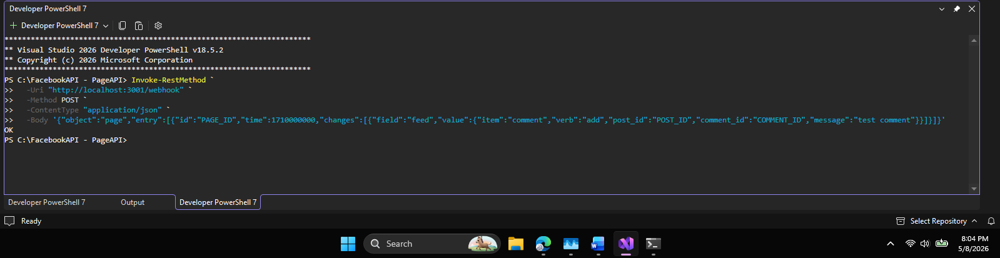 Developer PowerShell 7
Developer PowerShell 7
**********************************************************************
** Visual Studio 2026 Developer PowerShell v18.5.2
** Copyright (c) 2026 Microsoft Corporation
**********************************************************************
PS C:\FacebookAPI - PageAPI> Invoke-RestMethod `
>>   -Uri "http://localhost:3001/webhook" `
>>   -Method POST `
>>   -ContentType "application/json" `
>>   -Body '{"object":"page","entry":[{"id":"PAGE_ID","time":1710000000,"changes":[{"field":"feed","value":{"item":"comment","verb":"add","post_id":"POST_ID","comment_id":"COMMENT_ID","message":"test comment"}}]}]}'
OK
PS C:\FacebookAPI - PageAPI>
Developer PowerShell 7 Output Developer PowerShell 7
Ready Select Repository
Search
8:04 PM
5/8/2026